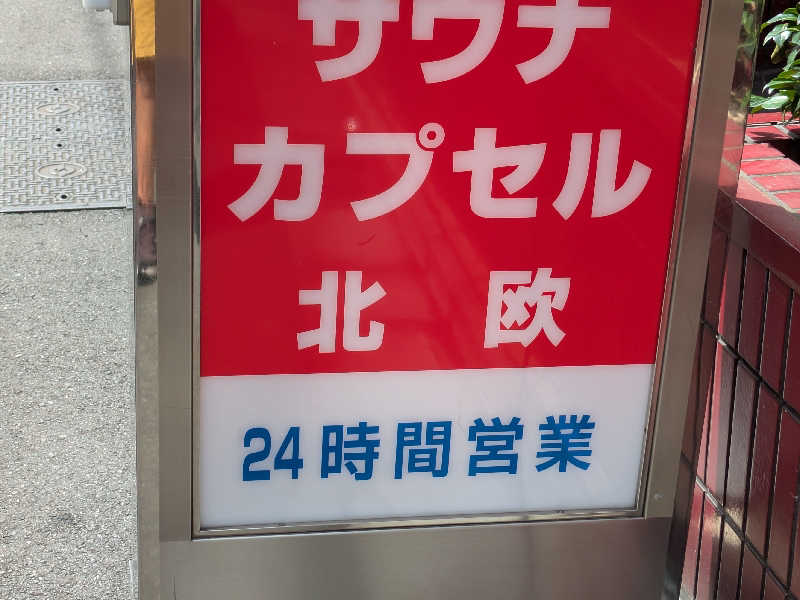 サウナ
カプセル
北欧
24時間営業